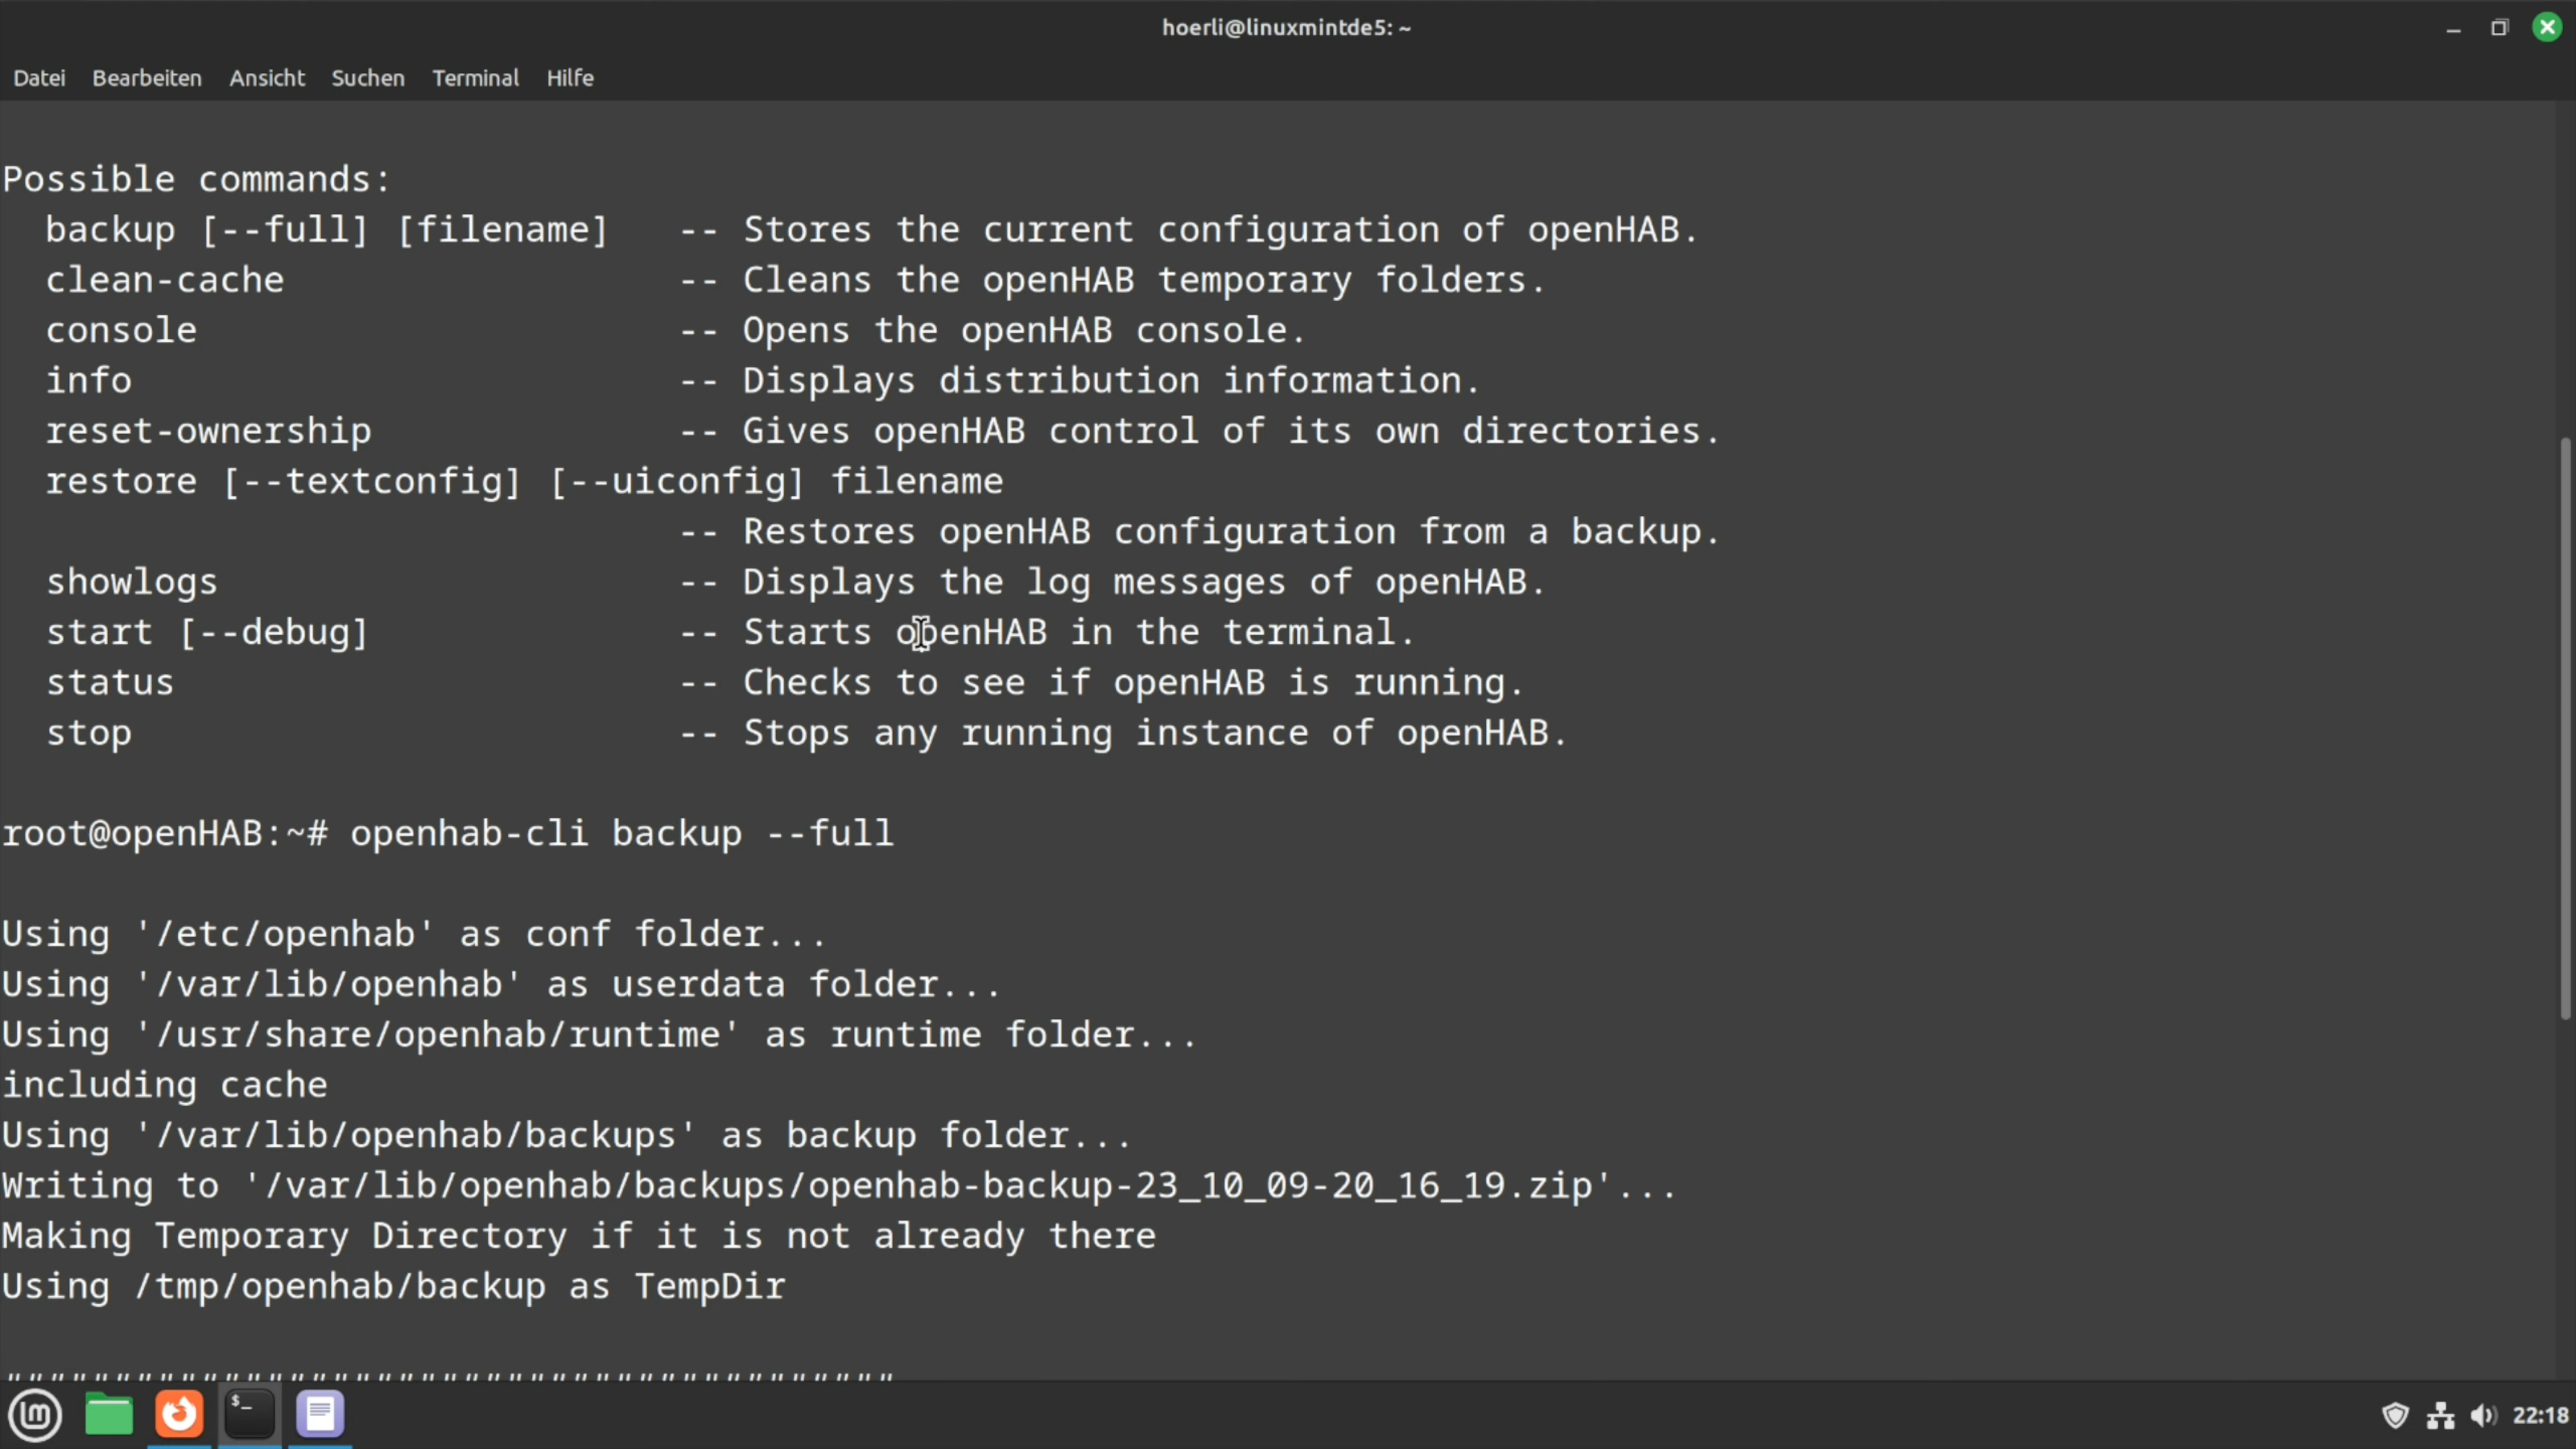 hoerli@linuxmintde5: ~
Datei Bearbeiten Ansicht Suchen Terminal Hilfe
Possible commands:
  backup [--full] [filename]   -- Stores the current configuration of openHAB.
  clean-cache                  -- Cleans the openHAB temporary folders.
  console                      -- Opens the openHAB console.
  info                         -- Displays distribution information.
  reset-ownership              -- Gives openHAB control of its own directories.
  restore [--textconfig] [--uiconfig] filename
                               -- Restores openHAB configuration from a backup.
  showlogs                     -- Displays the log messages of openHAB.
  start [--debug]              -- Starts openHAB in the terminal.
  status                       -- Checks to see if openHAB is running.
  stop                         -- Stops any running instance of openHAB.
root@openHAB:~# openhab-cli backup --full
Using '/etc/openhab' as conf folder...
Using '/var/lib/openhab' as userdata folder...
Using '/usr/share/openhab/runtime' as runtime folder...
including cache
Using '/var/lib/openhab/backups' as backup folder...
Writing to '/var/lib/openhab/backups/openhab-backup-23_10_09-20_16_19.zip'...
Making Temporary Directory if it is not already there
Using /tmp/openhab/backup as TempDir
$_
22:18